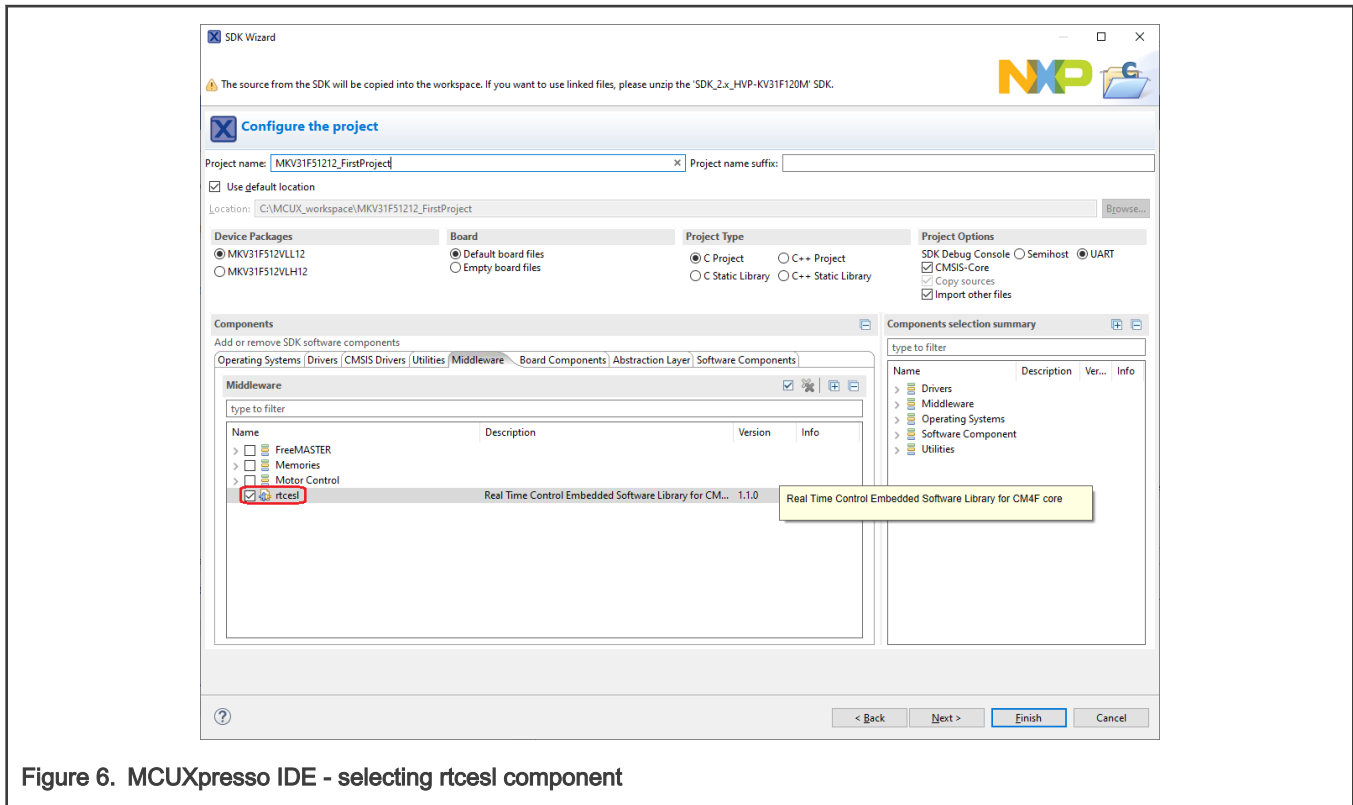 SDK Wizard
The source from the SDK will be copied into the workspace. If you want to use linked files, please unzip the 'SDK_2.x_HVP-KV31F120M' SDK.
NXP
Configure the project
Project name: MKV31F51212_FirstProject × Project name suffix:
Use default location
Location: C:\MCUX_workspace\MKV31F51212_FirstProject Browse...
Device Packages Board Project Type Project Options
MKV31F512VLL12 Default board files C Project C++ Project SDK Debug Console Semihost UART
MKV31F512VLH12 Empty board files C Static Library C++ Static Library CMSIS-Core
Copy sources
Import other files
Components Components selection summary
Add or remove SDK software components type to filter
Operating Systems Drivers CMSIS Drivers Utilities Middleware Board Components Abstraction Layer Software Components
Middleware Name Description Ver... Info
type to filter Drivers
Name Description Version Info Middleware
FreeMASTER Operating Systems
Memories Software Component
Motor Control Utilities
rtcesl Real Time Control Embedded Software Library for CM... 1.1.0 Real Time Control Embedded Software Library for CM4F core
? < Back Next > Finish Cancel
Figure 6. MCUXpresso IDE - selecting rtcesl component